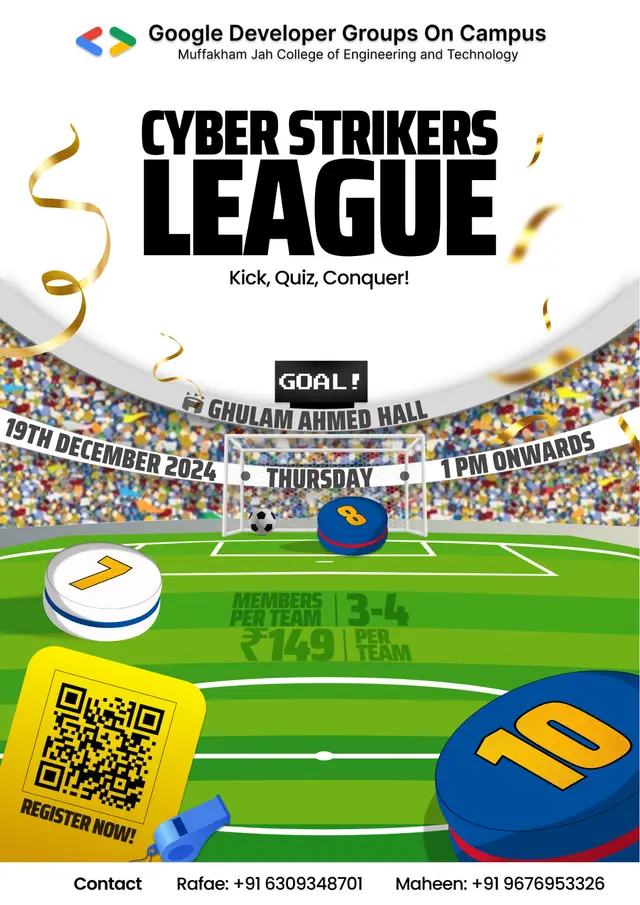 Google Developer Groups On Campus
Muffakham Jah College of Engineering and Technology
CYBER STRIKERS
LEAGUE
Kick, Quiz, Conquer!
GOAL!
GHULAM AHMED HALL
19TH DECEMBER 2024
THURSDAY
1 PM ONWARDS
8
7
MEMBERS
PER TEAM | 3-4
₹149 | PER
TEAM
10
REGISTER NOW!
Contact Rafae: +91 6309348701 Maheen: +91 9676953326